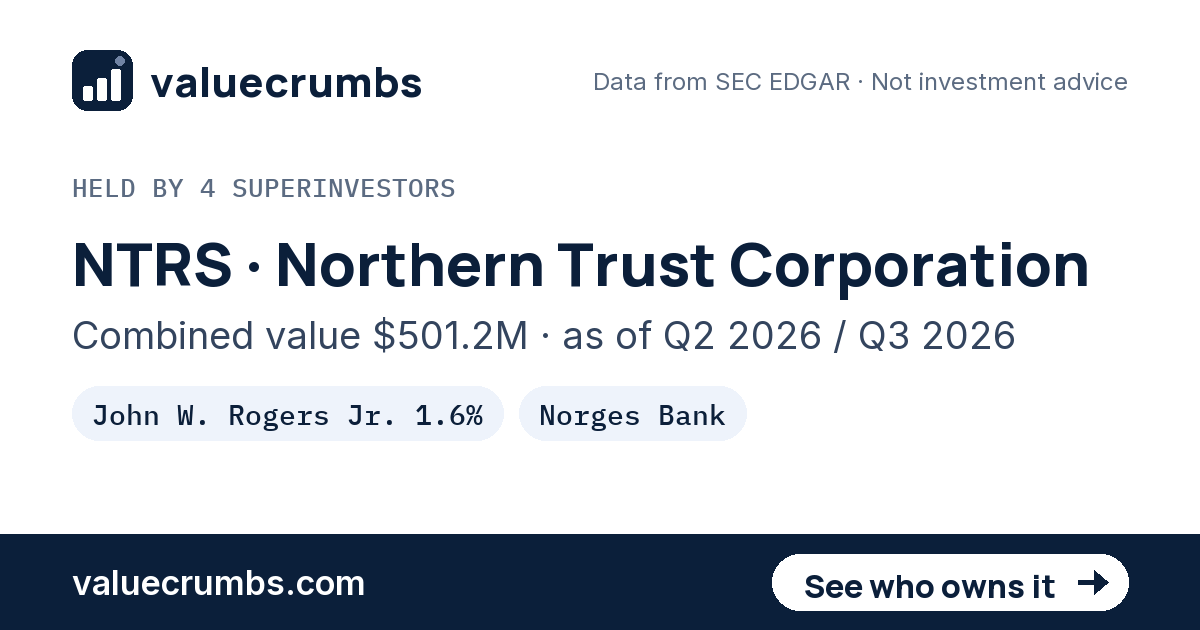 valuecrumbs
Data from SEC EDGAR · Not investment advice
HELD BY 4 SUPERINVESTORS
NTRS · Northern Trust Corporation
Combined value $501.2M · as of Q2 2026 / Q3 2026
John W. Rogers Jr. 1.6%
Norges Bank
valuecrumbs.com
See who owns it →